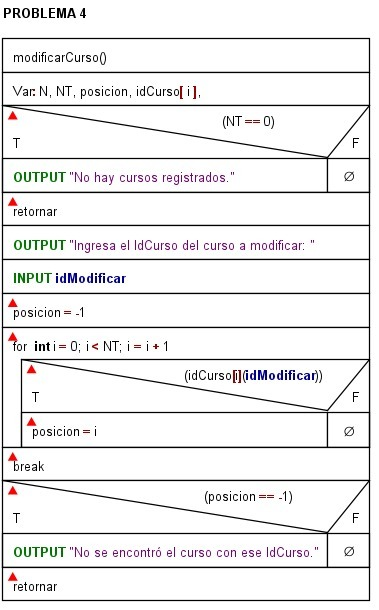 PROBLEMA 4
modificarCurso()
Var: N, NT, posicion, idCurso[ i ],
(NT == 0)
T F
OUTPUT "No hay cursos registrados." ∅
retornar
OUTPUT "Ingresa el IdCurso del curso a modificar: "
INPUT idModificar
posicion = -1
for int i = 0; i < NT; i = i + 1
(idCurso[i](idModificar))
T F
posicion = i ∅
break
(posicion == -1)
T F
OUTPUT "No se encontró el curso con ese IdCurso." ∅
retornar